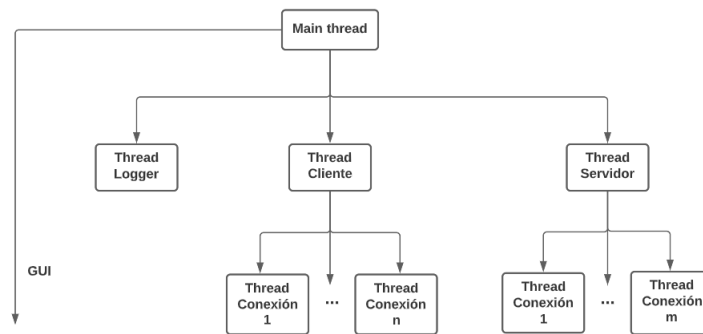 Main thread
Thread
Logger
Thread
Cliente
Thread
Servidor
GUI
Thread
Conexión
1
...
Thread
Conexión
n
Thread
Conexión
1
...
Thread
Conexión
m